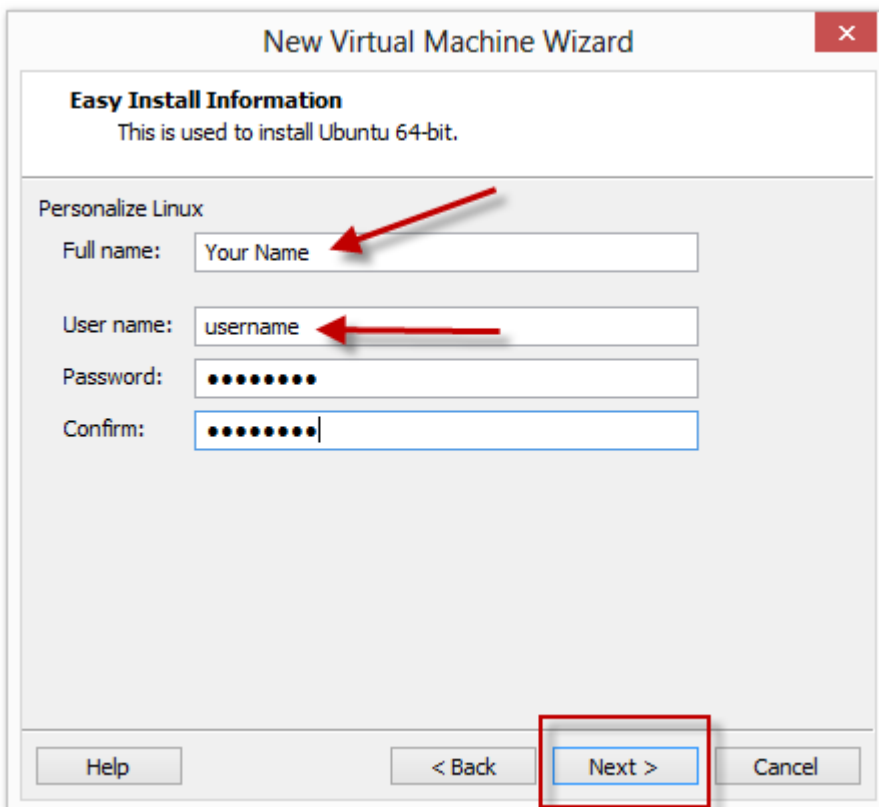 New Virtual Machine Wizard
Easy Install Information
This is used to install Ubuntu 64-bit.
Personalize Linux
Full name: Your Name
User name: username
Password: ●●●●●●●●
Confirm: ●●●●●●●●
Help < Back Next > Cancel